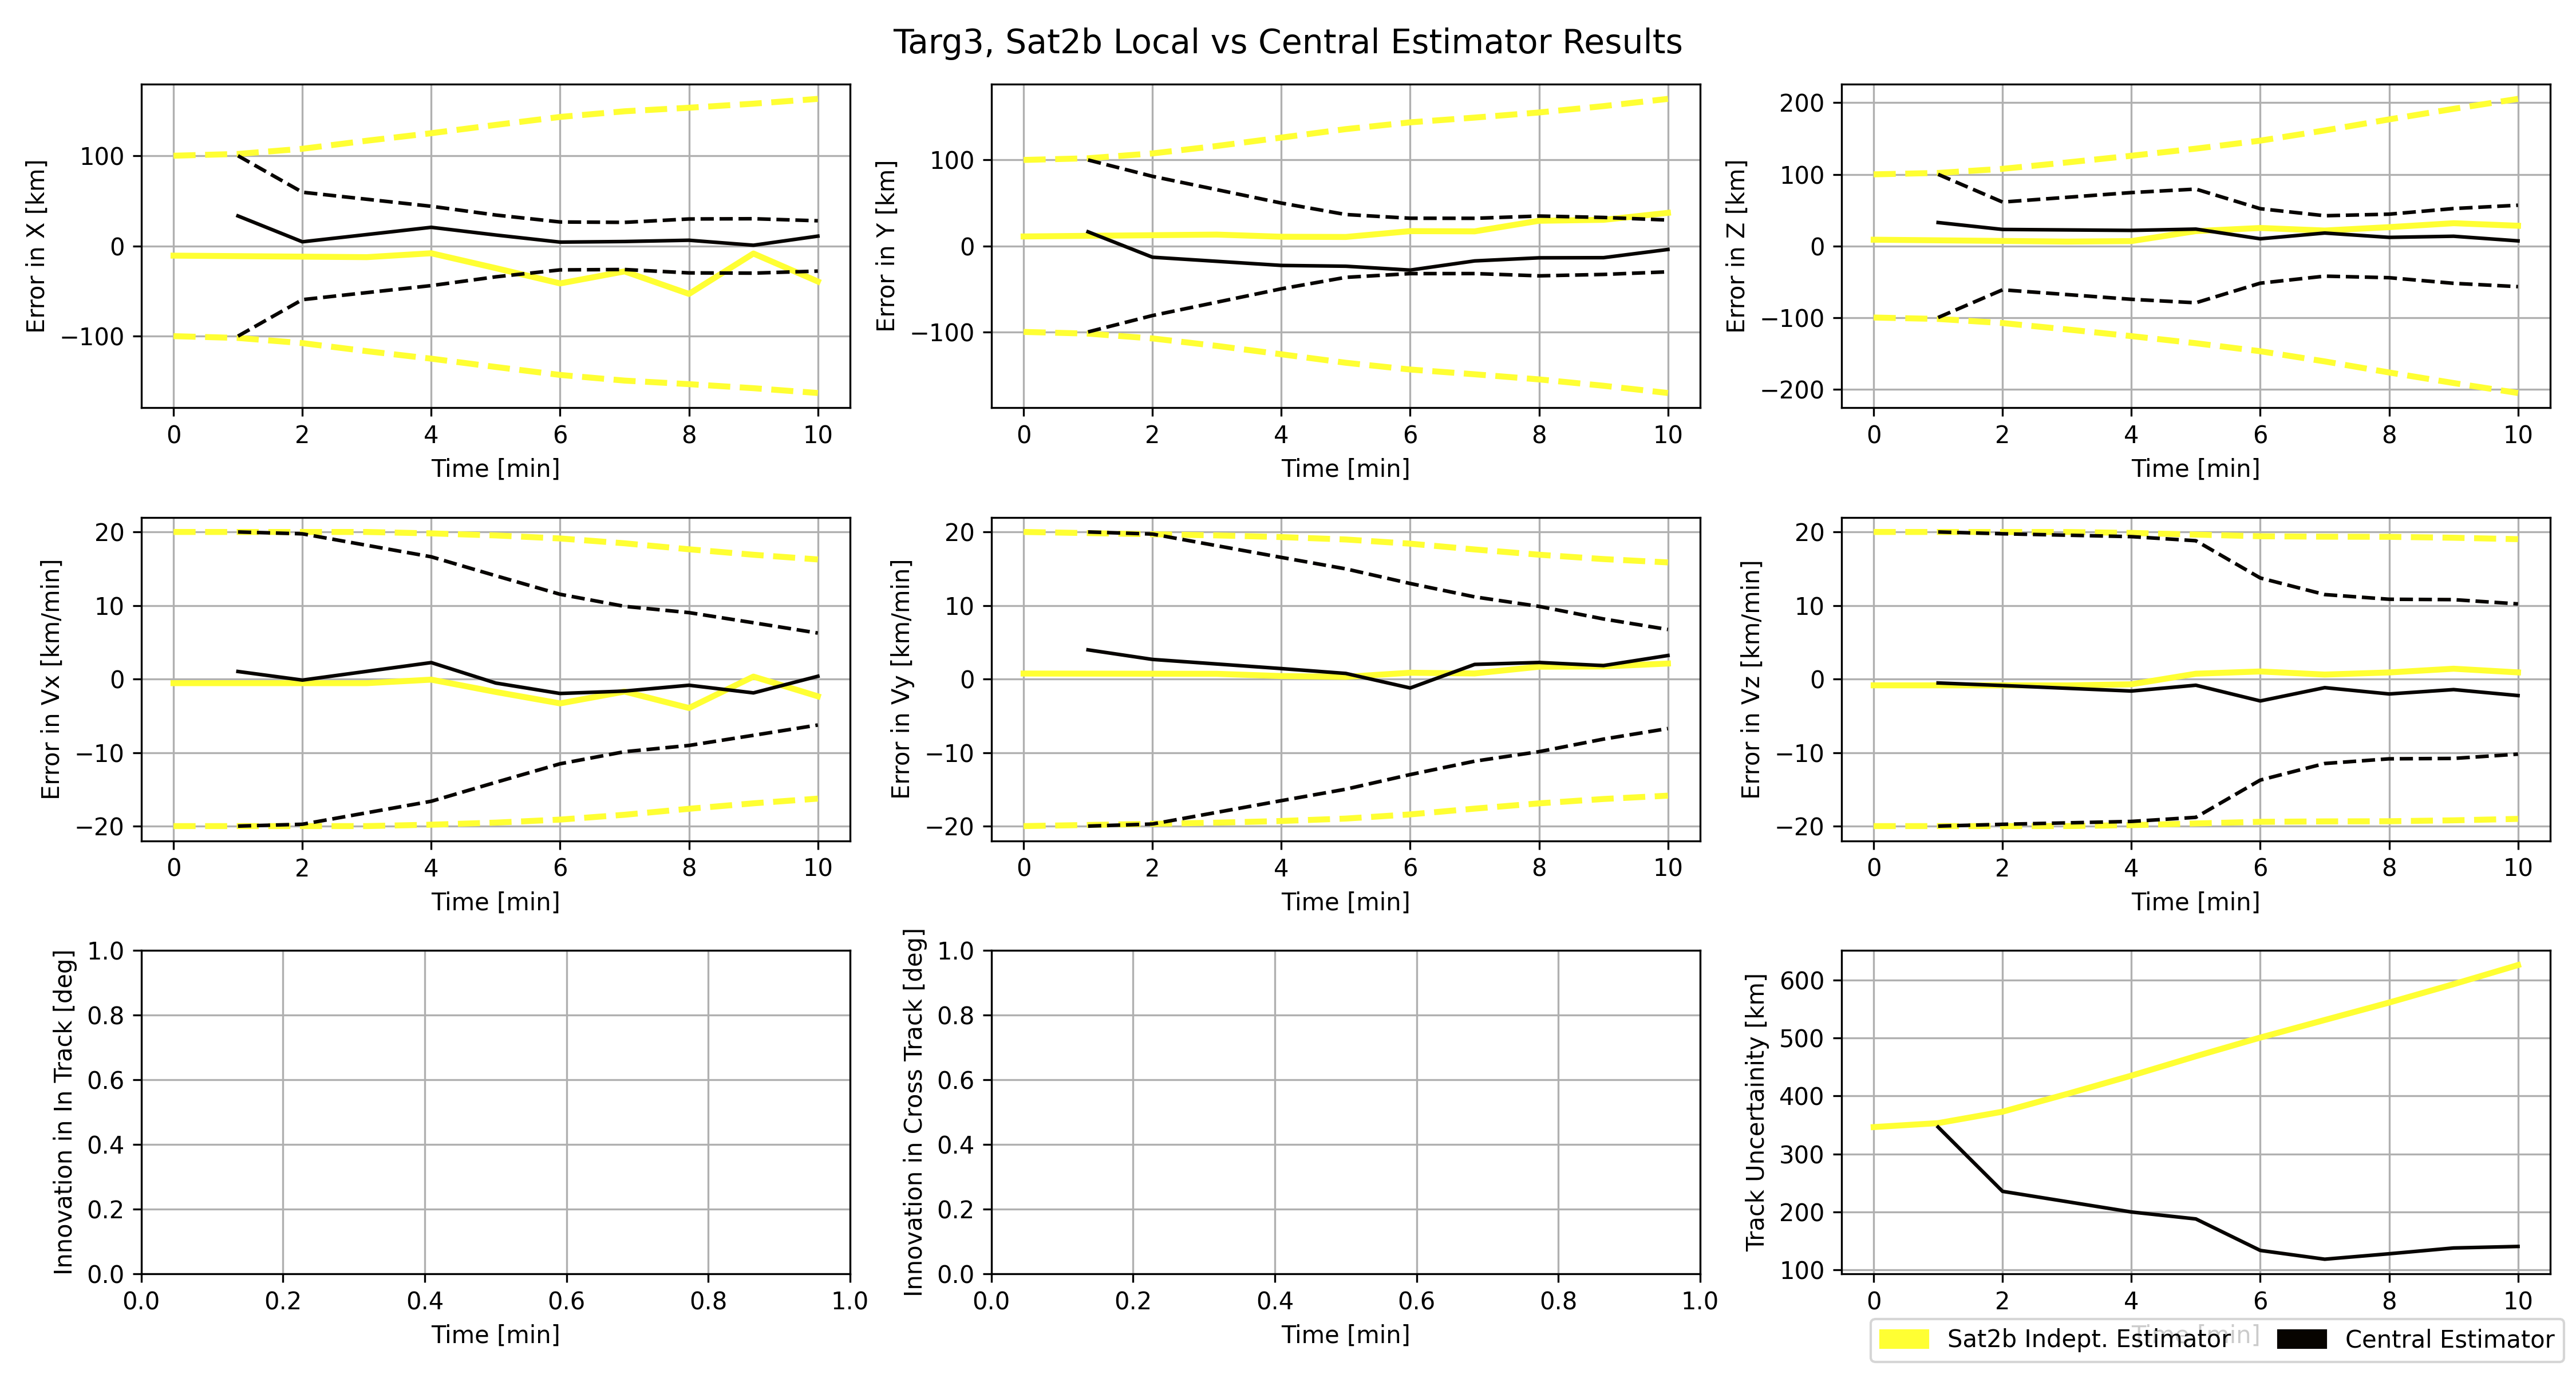 Targ3, Sat2b Local vs Central Estimator Results
Error in X [km]
100
0
−100
0 2 4 6 8 10
Time [min]
Error in Y [km]
100
0
−100
0 2 4 6 8 10
Time [min]
Error in Z [km]
200
100
0
−100
−200
0 2 4 6 8 10
Time [min]
Error in Vx [km/min]
20
10
0
−10
−20
0 2 4 6 8 10
Time [min]
Error in Vy [km/min]
20
10
0
−10
−20
0 2 4 6 8 10
Time [min]
Error in Vz [km/min]
20
10
0
−10
−20
0 2 4 6 8 10
Time [min]
Innovation in In Track [deg]
1.0
0.8
0.6
0.4
0.2
0.0
0.0 0.2 0.4 0.6 0.8 1.0
Time [min]
Innovation in Cross Track [deg]
1.0
0.8
0.6
0.4
0.2
0.0
0.0 0.2 0.4 0.6 0.8 1.0
Time [min]
Track Uncertainity [km]
600
500
400
300
200
100
0 2 4 6 8 10
Time [min]
Sat2b Indept. Estimator Central Estimator